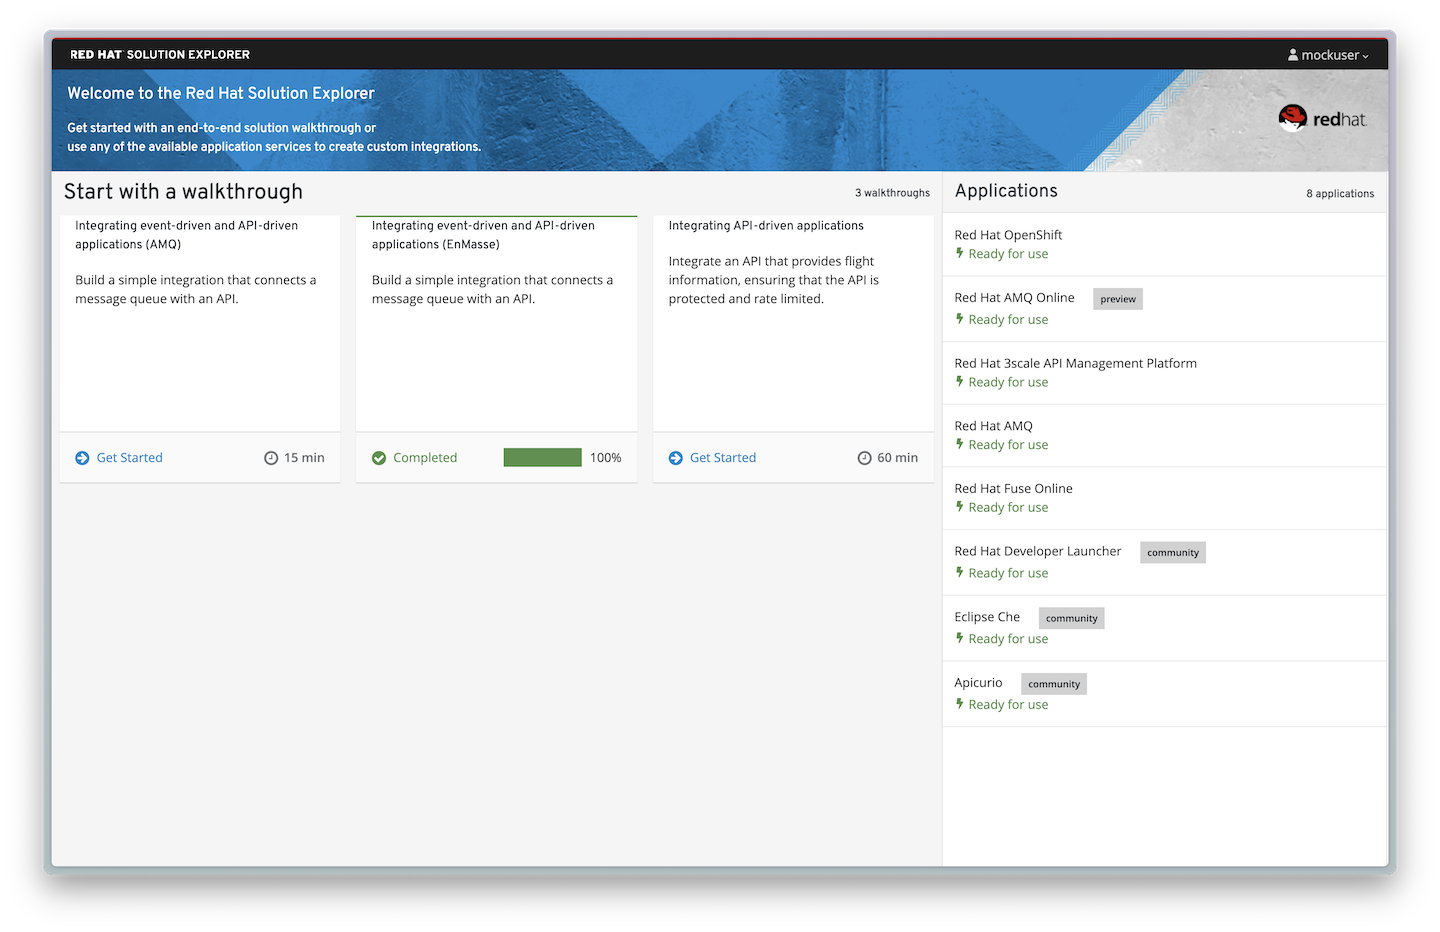 RED HAT SOLUTION EXPLORER
mockuser
Welcome to the Red Hat Solution Explorer
Get started with an end-to-end solution walkthrough or
use any of the available application services to create custom integrations.
redhat.
Start with a walkthrough
3 walkthroughs
Integrating event-driven and API-driven
applications (AMQ)
Build a simple integration that connects a
message queue with an API.
Get Started
15 min
Integrating event-driven and API-driven
applications (EnMasse)
Build a simple integration that connects a
message queue with an API.
Completed
100%
Integrating API-driven applications
Integrate an API that provides flight
information, ensuring that the API is
protected and rate limited.
Get Started
60 min
Applications
8 applications
Red Hat OpenShift
Ready for use
Red Hat AMQ Online preview
Ready for use
Red Hat 3scale API Management Platform
Ready for use
Red Hat AMQ
Ready for use
Red Hat Fuse Online
Ready for use
Red Hat Developer Launcher community
Ready for use
Eclipse Che community
Ready for use
Apicurio community
Ready for use